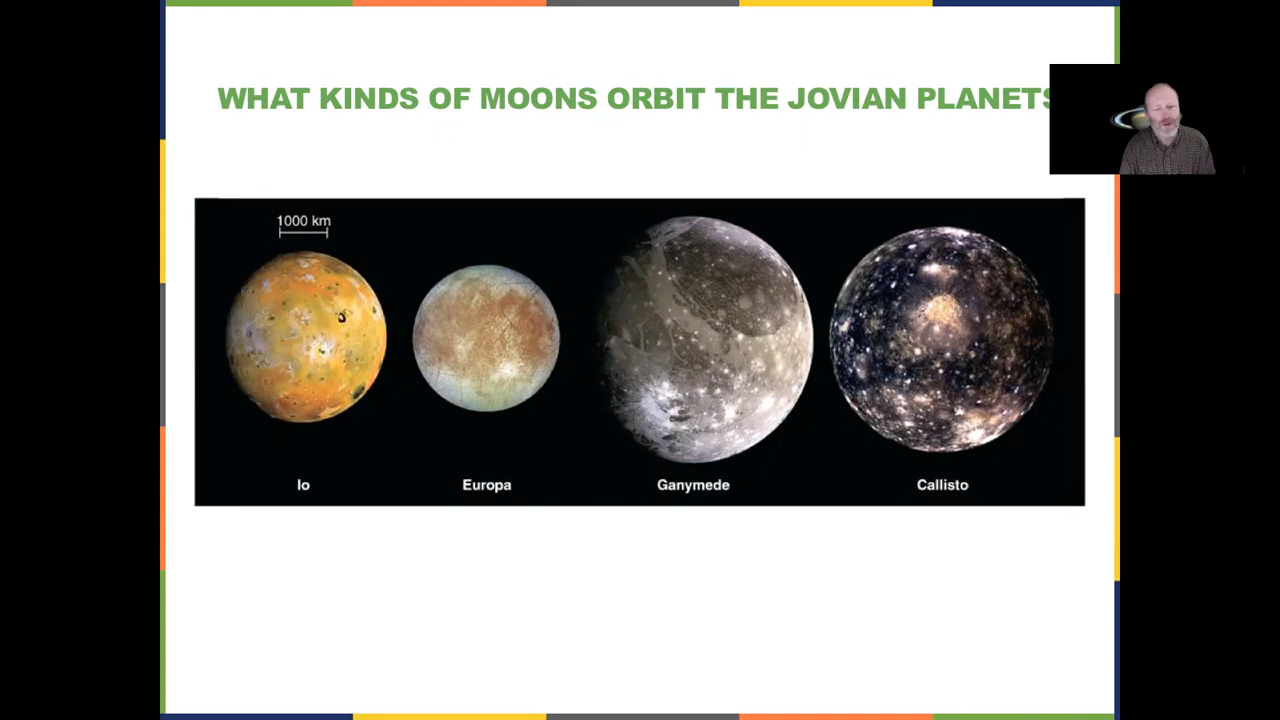 WHAT KINDS OF MOONS ORBIT THE JOVIAN PLANETS
1000 km
Io Europa Ganymede Callisto